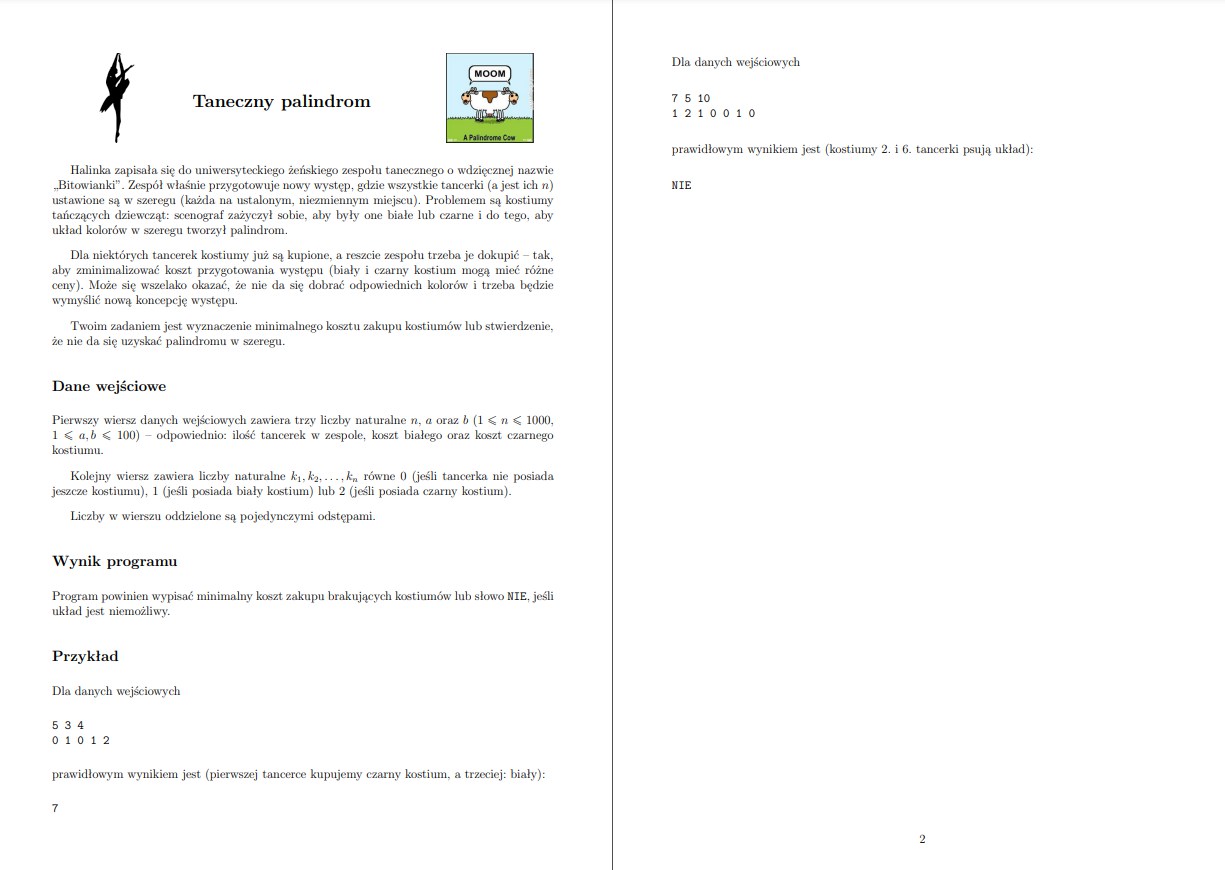 MOOM
Taneczny palindrom
A Palindrome Cow
Halinka zapisała się do uniwersyteckiego żeńskiego zespołu tanecznego o wdzięcznej nazwie
„Bitowianki”. Zespół właśnie przygotowuje nowy występ, gdzie wszystkie tancerki (a jest ich n)
ustawione są w szeregu (każda na ustalonym, niezmiennym miejscu). Problemem są kostiumy
tańczących dziewcząt: scenograf zażyczył sobie, aby były one białe lub czarne i do tego, aby
układ kolorów w szeregu tworzył palindrom.
Dla niektórych tancerek kostiumy już są kupione, a reszcie zespołu trzeba je dokupić – tak,
aby zminimalizować koszt przygotowania występu (biały i czarny kostium mogą mieć różne
ceny). Może się wszelako okazać, że nie da się dobrać odpowiednich kolorów i trzeba będzie
wymyślić nową koncepcję występu.
Twoim zadaniem jest wyznaczenie minimalnego kosztu zakupu kostiumów lub stwierdzenie,
że nie da się uzyskać palindromu w szeregu.
Dane wejściowe
Pierwszy wiersz danych wejściowych zawiera trzy liczby naturalne n, a oraz b (1 ⩽ n ⩽ 1000,
1 ⩽ a, b ⩽ 100) – odpowiednio: ilość tancerek w zespole, koszt białego oraz koszt czarnego
kostiumu.
Kolejny wiersz zawiera liczby naturalne k₁, k₂, . . . , kₙ równe 0 (jeśli tancerka nie posiada
jeszcze kostiumu), 1 (jeśli posiada biały kostium) lub 2 (jeśli posiada czarny kostium).
Liczby w wierszu oddzielone są pojedynczymi odstępami.
Wynik programu
Program powinien wypisać minimalny koszt zakupu brakujących kostiumów lub słowo NIE, jeśli
układ jest niemożliwy.
Przykład
Dla danych wejściowych
5 3 4
0 1 0 1 2
prawidłowym wynikiem jest (pierwszej tancerce kupujemy czarny kostium, a trzeciej: biały):
7
Dla danych wejściowych
7 5 10
1 2 1 0 0 1 0
prawidłowym wynikiem jest (kostiumy 2. i 6. tancerki psują układ):
NIE
2